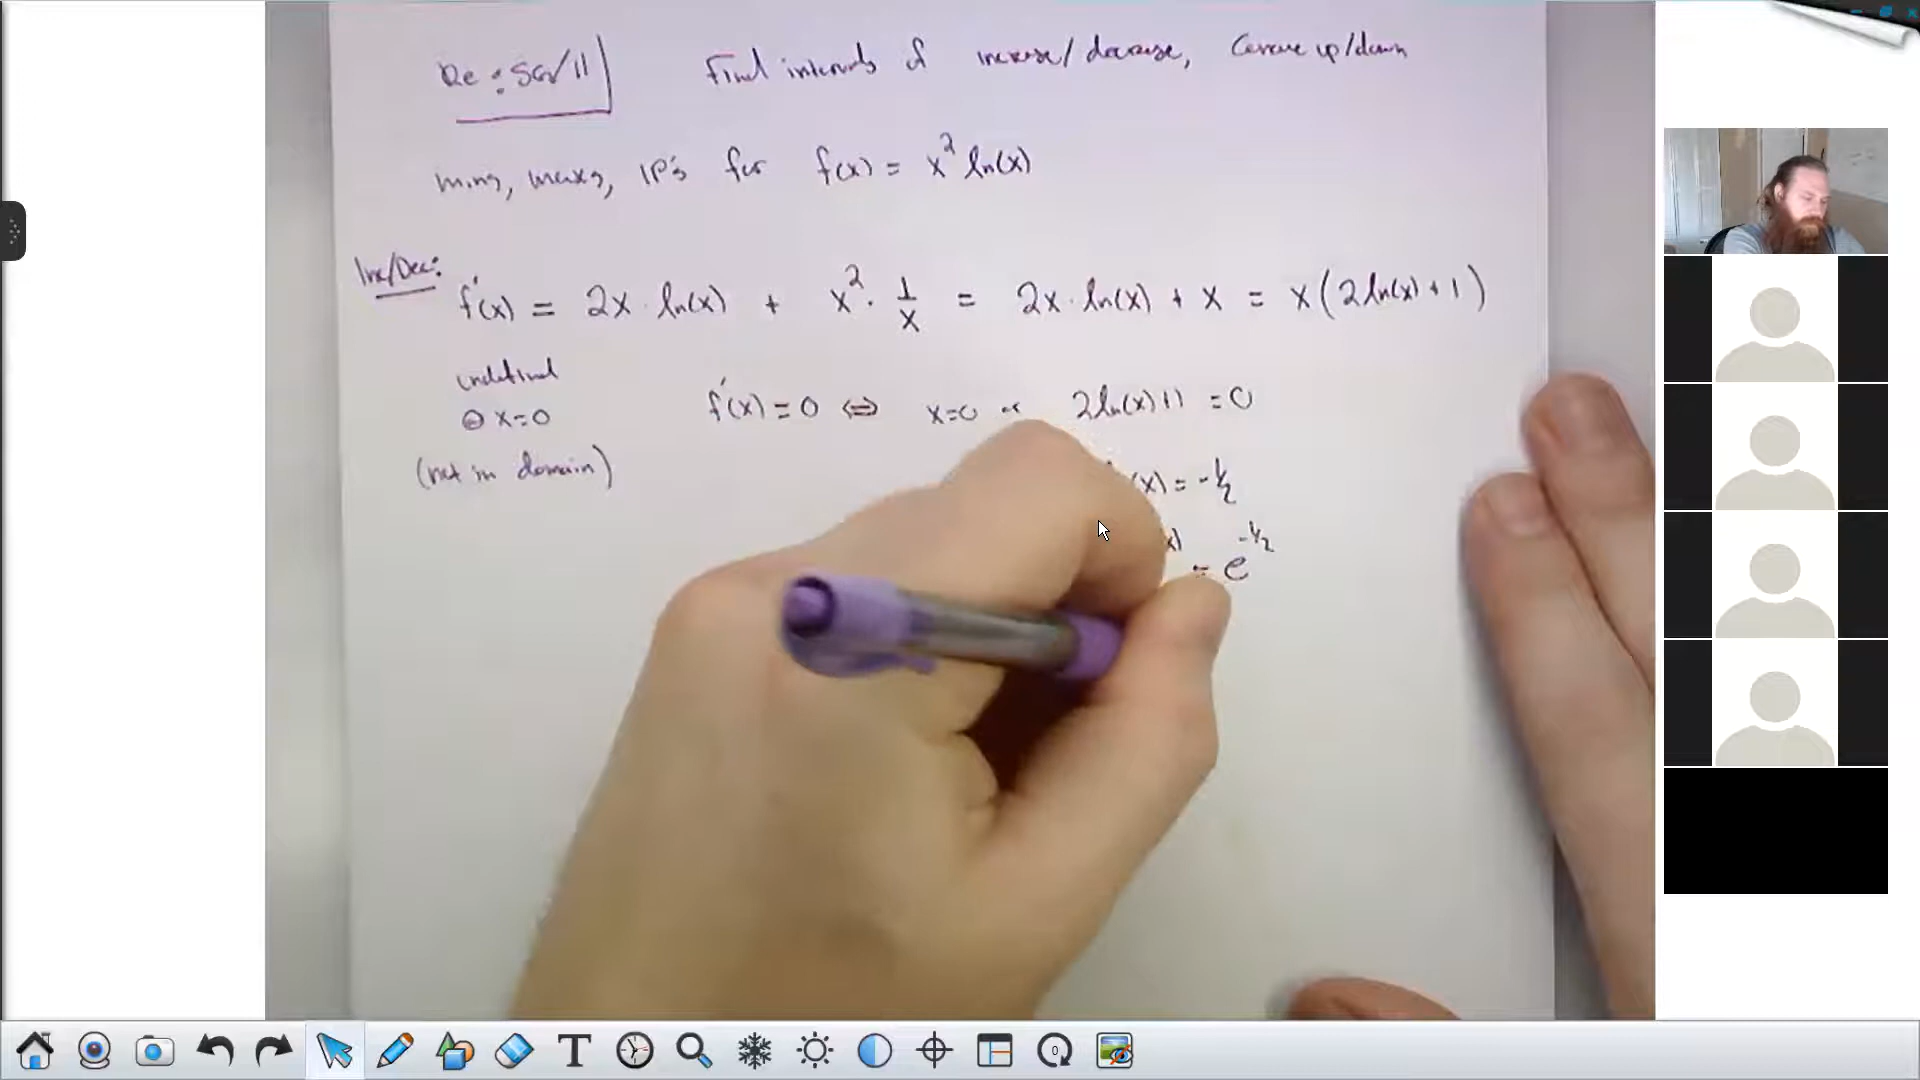 Re: 5G/11 Find intervals of increase/decrease, Concave up/down
mins, maxs, IP's for f(x) = x² ln(x)
Inc/Dec:
f'(x) = 2x · ln(x) + x² · 1/x = 2x · ln(x) + x = x(2ln(x) + 1)
undefined
@ x=0
(not in domain)
f'(x) = 0 ⇔ x=0 or 2ln(x)+1 = 0
(x) = -1/2
x)
= e^-1/2
T
0